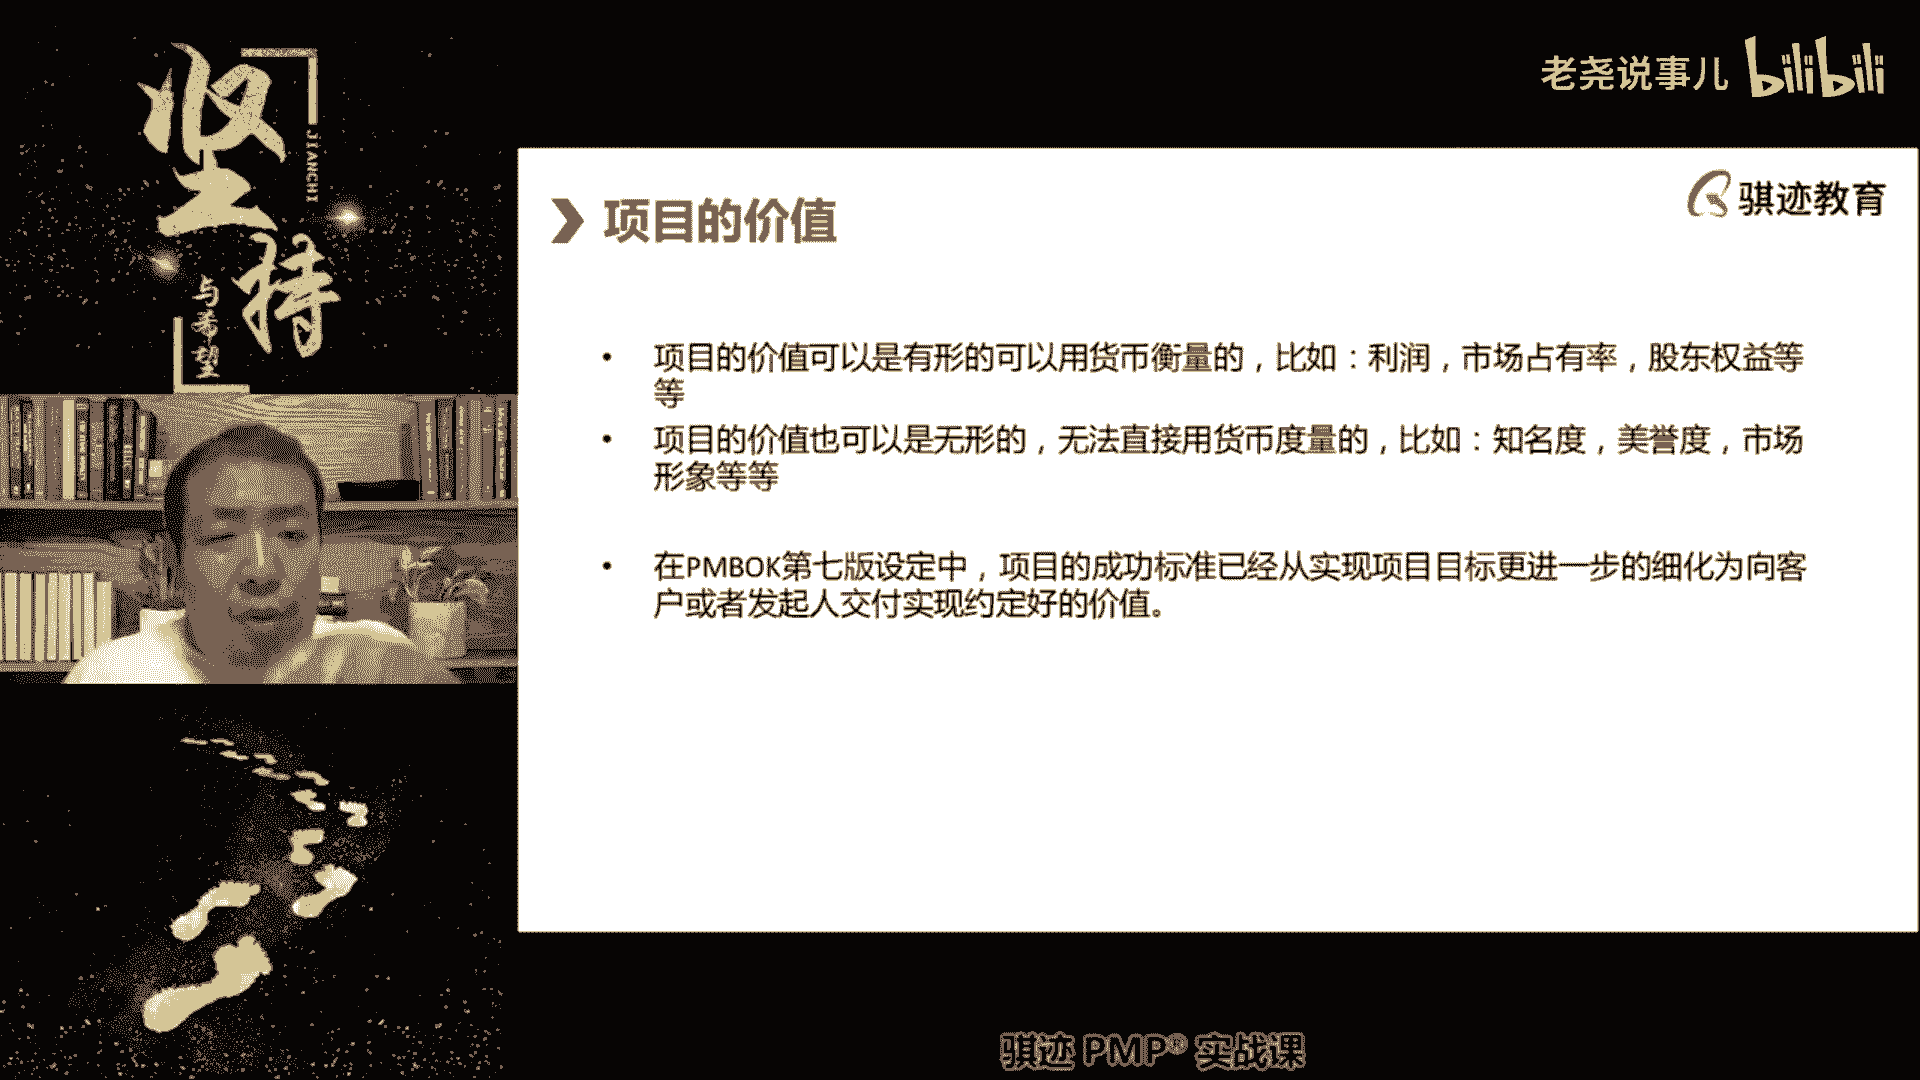 坚持
JIANCHI
与希望
老尧说事儿 bilibili
骐迹教育
项目的价值
• 项目的价值可以是有形的可以用货币衡量的，比如：利润，市场占有率，股东权益等
等
• 项目的价值也可以是无形的，无法直接用货币度量的，比如：知名度，美誉度，市场
形象等等
• 在PMBOK第七版设定中，项目的成功标准已经从实现项目目标更进一步的细化为向客
户或者发起人交付实现约定好的价值。
骐迹 PMP® 实战课